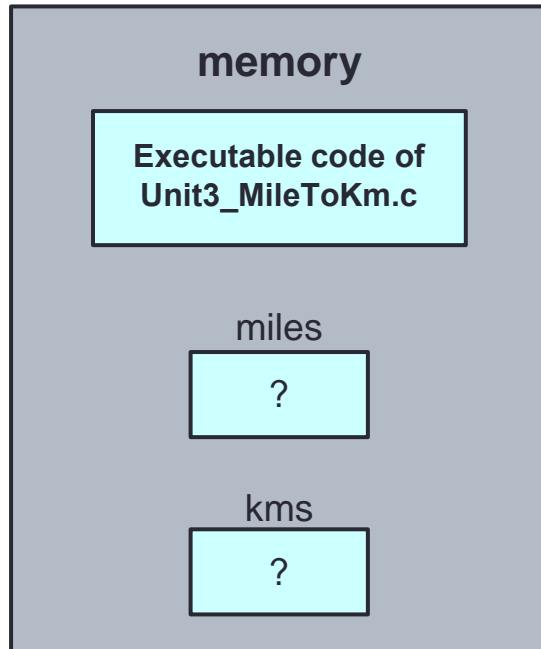 memory
Executable code of
Unit3_MileToKm.c
miles
?
kms
?